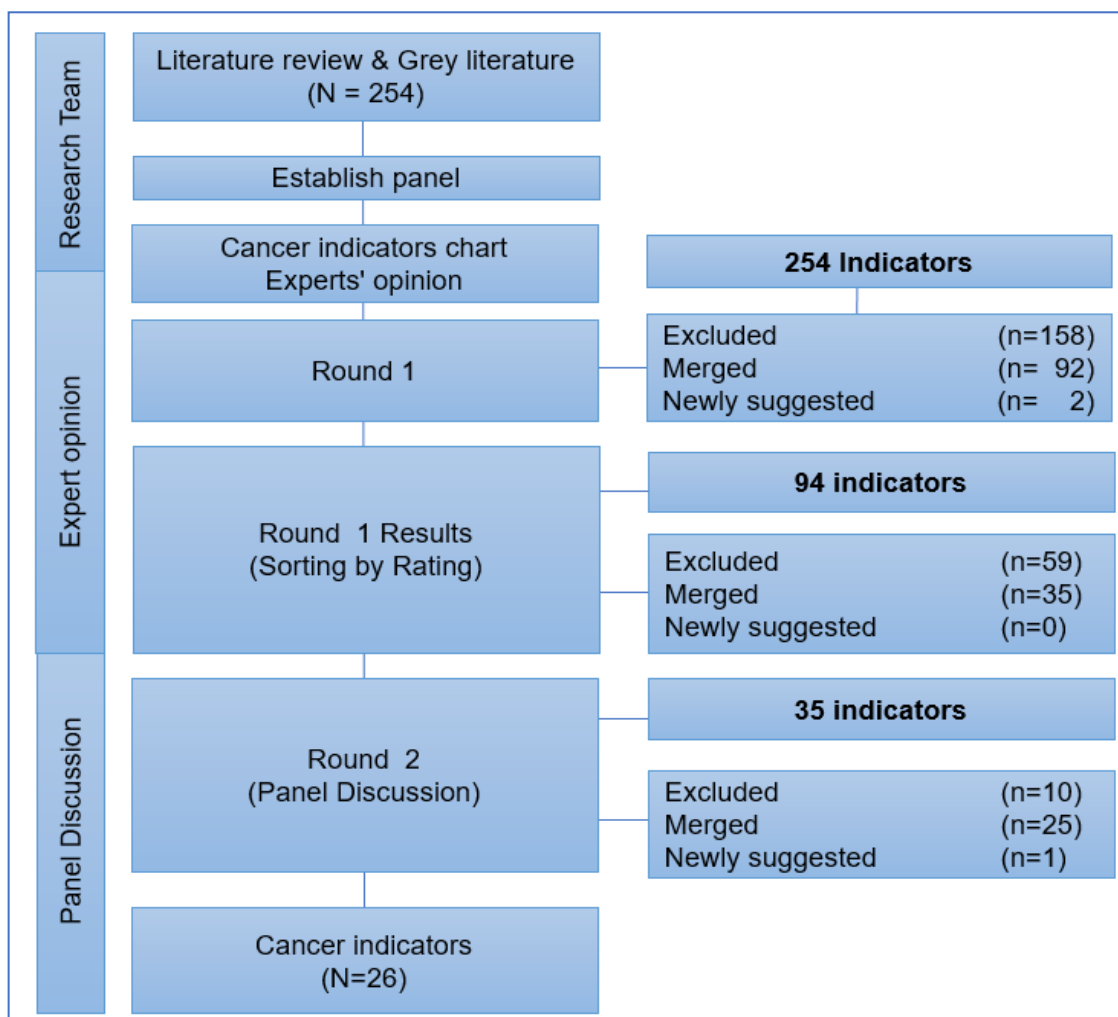 Research Team
Literature review & Grey literature
(N = 254)
Establish panel
Cancer indicators chart
Experts' opinion
Expert opinion
Round 1
254 Indicators
Excluded (n=158)
Merged (n= 92)
Newly suggested (n= 2)
Round 1 Results
(Sorting by Rating)
94 indicators
Excluded (n=59)
Merged (n=35)
Newly suggested (n=0)
Panel Discussion
Round 2
(Panel Discussion)
35 indicators
Excluded (n=10)
Merged (n=25)
Newly suggested (n=1)
Cancer indicators
(N=26)